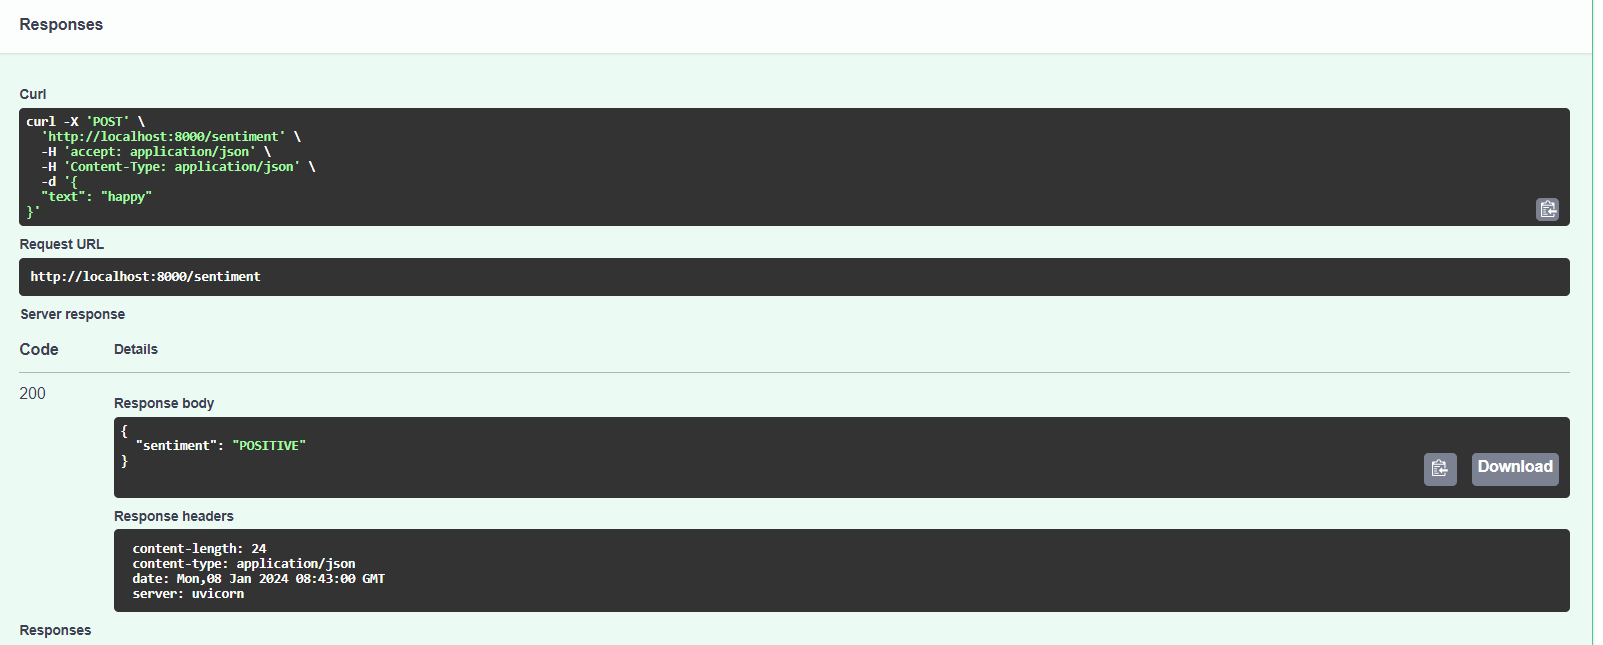 Responses
Curl
curl -X 'POST' \
'http://localhost:8000/sentiment' \
-H 'accept: application/json' \
-H 'Content-Type: application/json' \
-d '{
"text": "happy"
}'
Request URL
http://localhost:8000/sentiment
Server response
Code Details
200
Response body
{
"sentiment": "POSITIVE"
}
Download
Response headers
content-length: 24
content-type: application/json
date: Mon,08 Jan 2024 08:43:00 GMT
server: uvicorn
Responses